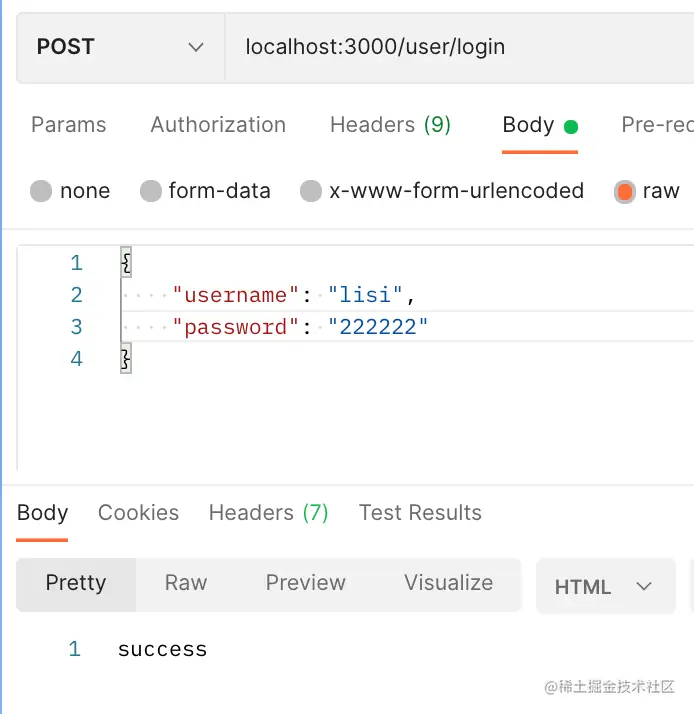 POST localhost:3000/user/login
Params Authorization Headers (9) Body Pre-req
none form-data x-www-form-urlencoded raw
1 {
2 "username": "lisi",
3 "password": "222222"
4 }
Body Cookies Headers (7) Test Results
Pretty Raw Preview Visualize HTML
1 success
@稀土掘金技术社区